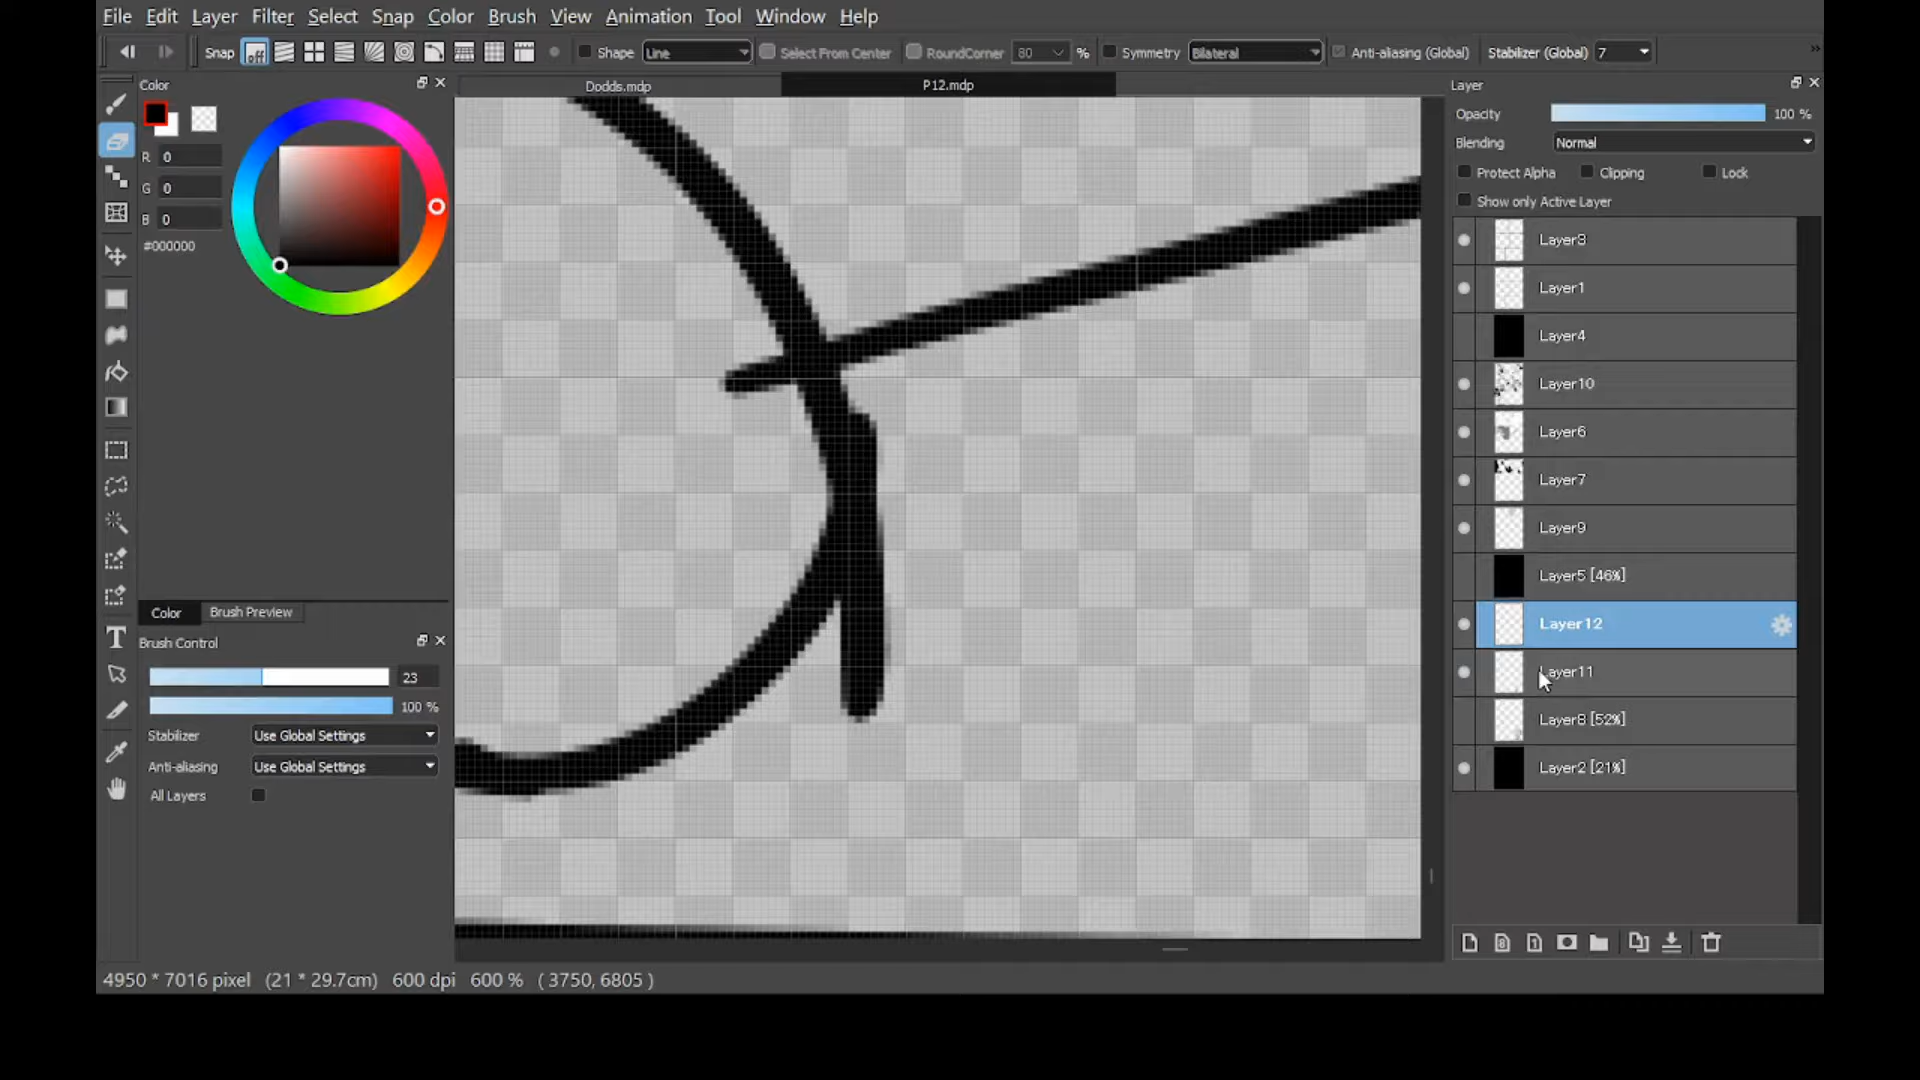 File Edit Layer Filter Select Snap Color Brush View Animation Tool Window Help
Snap off Shape Line Select From Center RoundCorner 80 % Symmetry Bilateral Anti-aliasing (Global) Stabilizer (Global) 7 »
Color
R 0
G 0
B 0
#000000
Color Brush Preview
Brush Control
23
100 %
Stabilizer Use Global Settings
Anti-aliasing Use Global Settings
All Layers
Dodds.mdp P12.mdp
Layer
Opacity 100 %
Blending Normal
Protect Alpha Clipping Lock
Show only Active Layer
Layer3
Layer1
Layer4
Layer10
Layer6
Layer7
Layer9
Layer5 [46%]
Layer12
Layer11
Layer8 [52%]
Layer2 [21%]
4950 * 7016 pixel (21 * 29.7cm) 600 dpi 600 % ( 3750, 6805 )